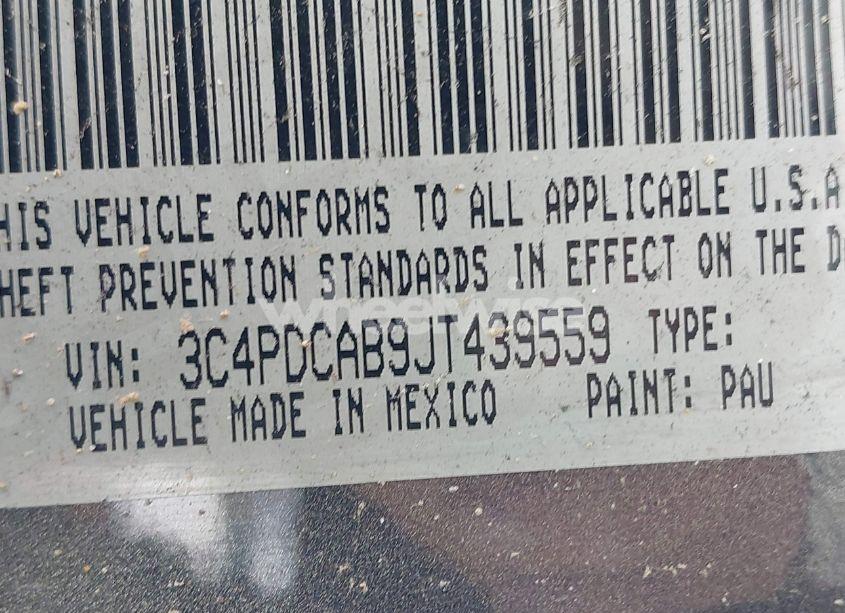 HIS VEHICLE CONFORMS TO ALL APPLICABLE U.S.A
HEFT PREVENTION STANDARDS IN EFFECT ON THE D
wheelwise
VIN: 3C4PDCAB9JT439559 TYPE:
VEHICLE MADE IN MEXICO PAINT: PAU